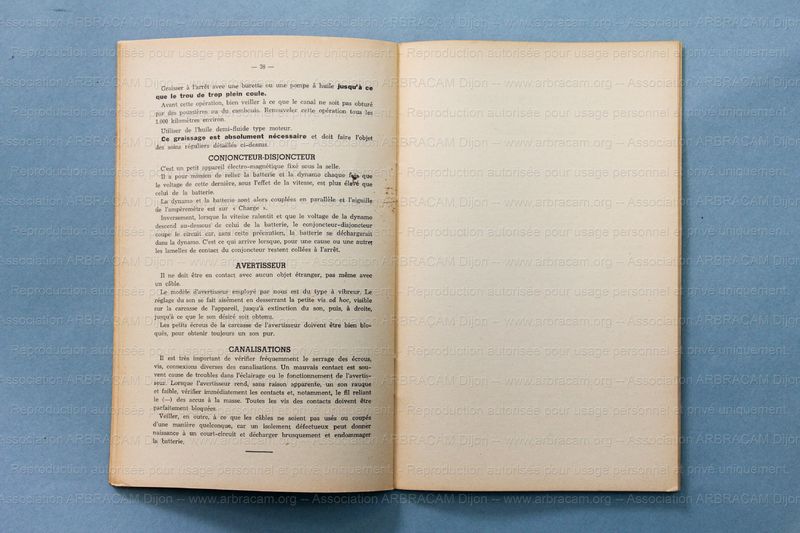 — 38 —
Graisser à l'arrêt avec une burette ou une pompe à huile jusqu'à ce
que le trou de trop plein coule.
Avant cette opération, bien veiller à ce que le canal ne soit pas obturé
par des poussières ou du cambouis. Renouveler cette opération tous les
1.000 kilomètres environ.
Utiliser de l'huile demi-fluide type moteur.
Ce graissage est absolument nécessaire et doit faire l'objet
des soins réguliers détaillés ci-dessus.
CONJONCTEUR-DISJONCTEUR
C'est un petit appareil électro-magnétique fixé sous la selle.
Il a pour mission de relier la batterie et la dynamo chaque fois que
le voltage de cette dernière, sous l'effet de la vitesse, est plus élevé que
celui de la batterie.
La dynamo et la batterie sont alors couplées en parallèle et l'aiguille
de l'ampèremètre est sur « Charge ».
Inversement, lorsque la vitesse ralentit et que le voltage de la dynamo
descend au-dessous de celui de la batterie, le conjoncteur-disjoncteur
coupe le circuit car, sans cette précaution, la batterie se déchargerait
dans la dynamo. C'est ce qui arrive lorsque, pour une cause ou une autre,
les lamelles de contact du conjoncteur restent collées à l'arrêt.
AVERTISSEUR
Il ne doit être en contact avec aucun objet étranger, pas même avec
un câble.
Le modèle d'avertisseur employé par nous est du type à vibreur. Le
réglage du son se fait aisément en desserrant la petite vis ad hoc, visible
sur la carcasse de l'appareil, jusqu'à extinction du son, puis, à droite,
jusqu'à ce que le son désiré soit obtenu.
Les petits écrous de la carcasse de l'avertisseur doivent être bien blo-
qués, pour obtenir toujours un son pur.
CANALISATIONS
Il est très important de vérifier fréquemment le serrage des écrous,
vis, connexions diverses des canalisations. Un mauvais contact est sou-
vent cause de troubles dans l'éclairage ou le fonctionnement de l'avertis-
seur. Lorsque l'avertisseur rend, sans raison apparente, un son rauque
et faible, vérifier immédiatement les contacts et, notamment, le fil reliant
le (—) des accus à la masse. Toutes les vis des contacts doivent être
parfaitement bloquées.
Veiller, en outre, à ce que les câbles ne soient pas usés ou coupés
d'une manière quelconque, car un isolement défectueux peut donner
naissance à un court-circuit et décharger brusquement et endommager
la batterie.